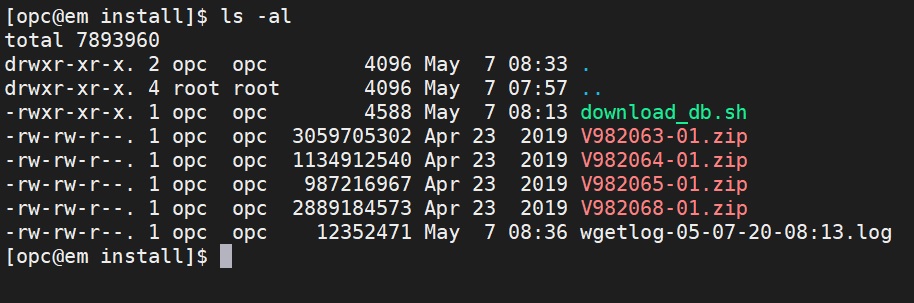 [opc@em install]$ ls -al
total 7893960
drwxr-xr-x. 2 opc  opc        4096 May  7 08:33 .
drwxr-xr-x. 4 root root       4096 May  7 07:57 ..
-rwxr-xr-x. 1 opc  opc        4588 May  7 08:13 download_db.sh
-rw-rw-r--. 1 opc  opc  3059705302 Apr 23  2019 V982063-01.zip
-rw-rw-r--. 1 opc  opc  1134912540 Apr 23  2019 V982064-01.zip
-rw-rw-r--. 1 opc  opc   987216967 Apr 23  2019 V982065-01.zip
-rw-rw-r--. 1 opc  opc  2889184573 Apr 23  2019 V982068-01.zip
-rw-rw-r--. 1 opc  opc    12352471 May  7 08:36 wgetlog-05-07-20-08:13.log
[opc@em install]$